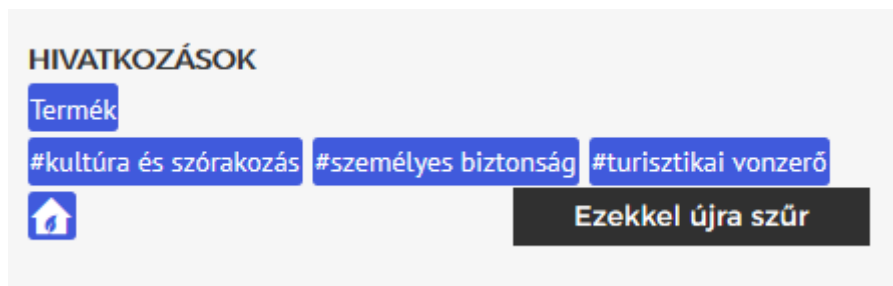 HIVATKOZÁSOK
Termék
#kultúra és szórakozás #személyes biztonság #turisztikai vonzerő
Ezekkel újra szűr